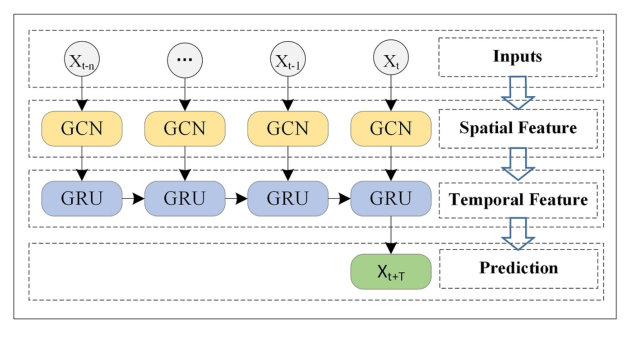 X_{t-n} ... X_{t-1} X_t Inputs
GCN GCN GCN GCN Spatial Feature
GRU GRU GRU GRU Temporal Feature
X_{t+T} Prediction